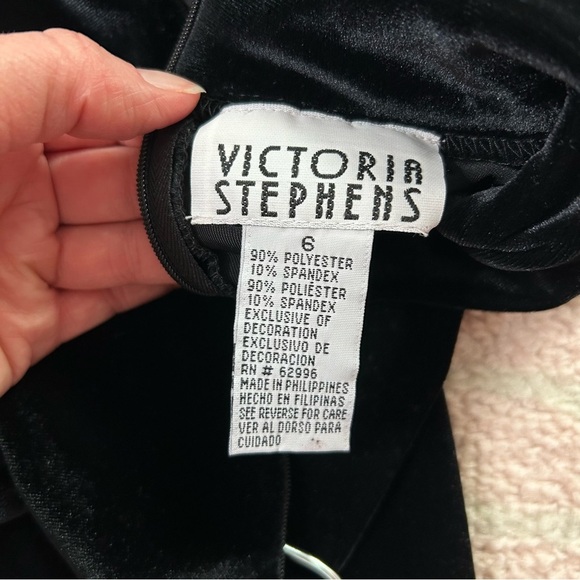 VICTORIA
STEPHENS
6
90% POLYESTER
10% SPANDEX
90% POLIÉSTER
10% SPANDEX
EXCLUSIVE OF
DECORATION
EXCLUSIVO DE
DECORACION
RN # 62996
MADE IN PHILIPPINES
HECHO EN FILIPINAS
SEE REVERSE FOR CARE
VER AL DORSO PARA
CUIDADO